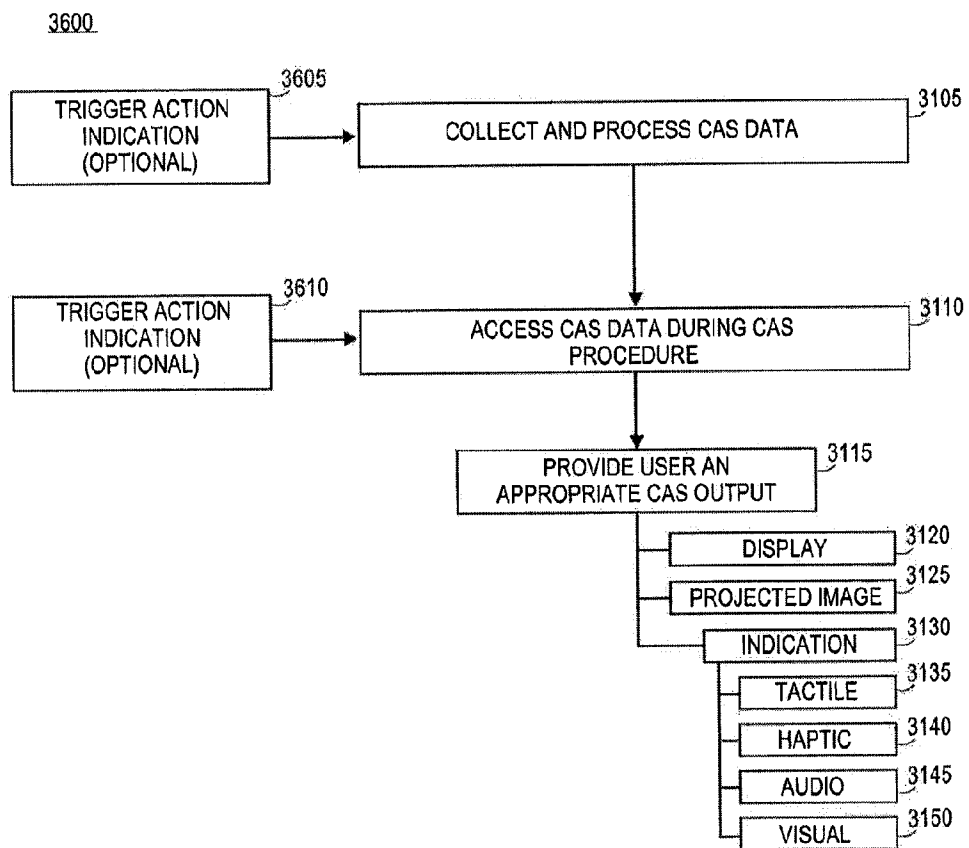 3600
3605
TRIGGER ACTION
INDICATION
(OPTIONAL)
3105
COLLECT AND PROCESS CAS DATA
3610
TRIGGER ACTION
INDICATION
(OPTIONAL)
3110
ACCESS CAS DATA DURING CAS
PROCEDURE
3115
PROVIDE USER AN
APPROPRIATE CAS OUTPUT
3120
DISPLAY
3125
PROJECTED IMAGE
3130
INDICATION
3135
TACTILE
3140
HAPTIC
3145
AUDIO
3150
VISUAL